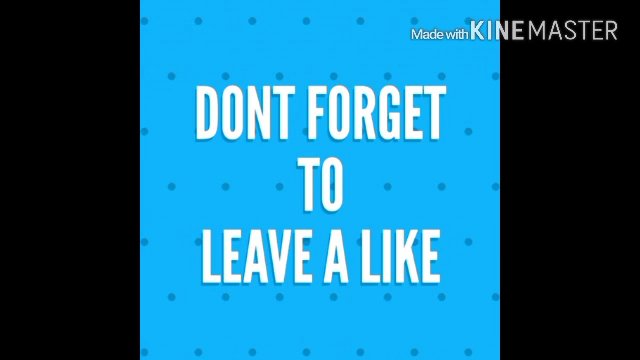 Made with KINEMASTER
DONT FORGET
TO
LEAVE A LIKE